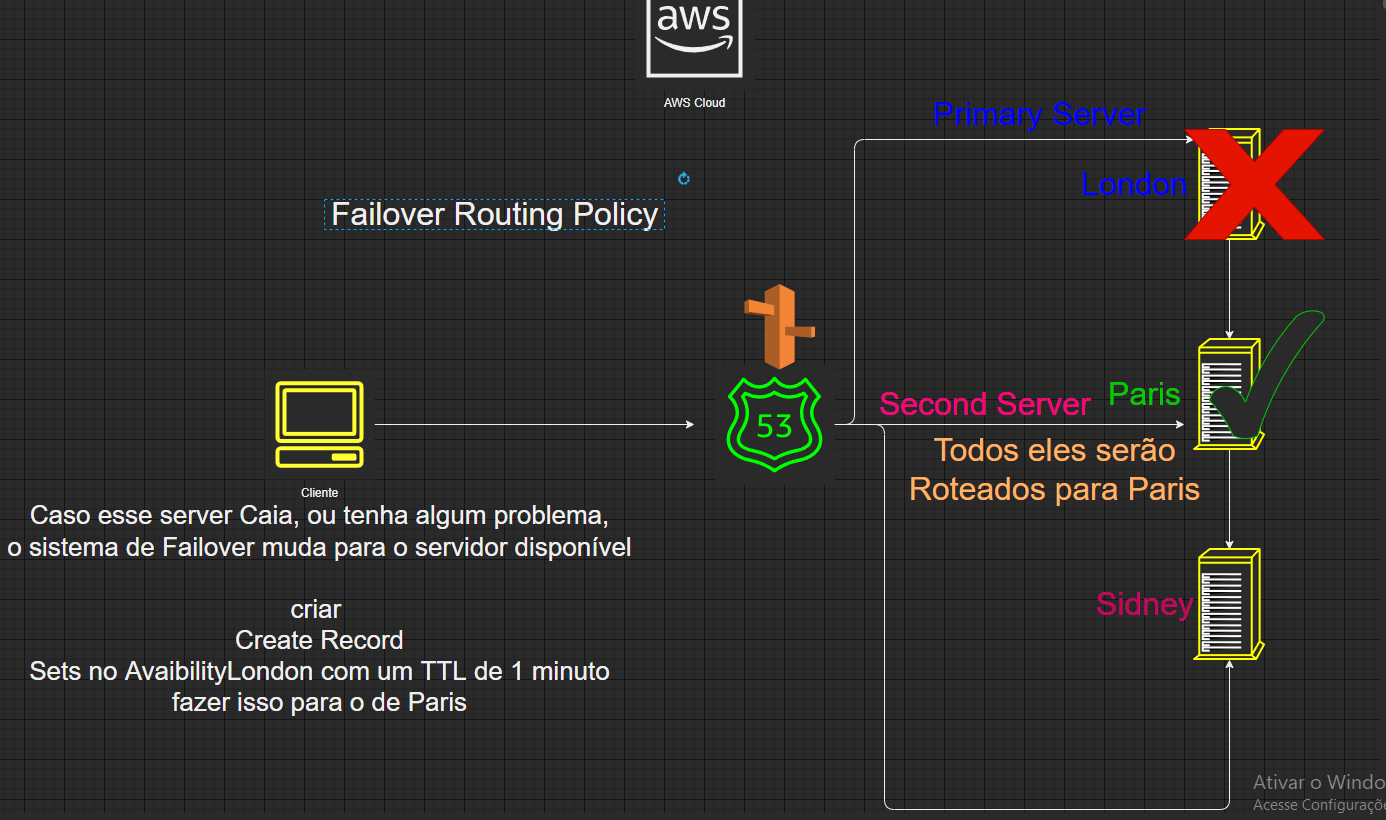 aws
AWS Cloud
Primary Server
London
Failover Routing Policy
53
Second Server
Paris
Todos eles serão
Roteados para Paris
Cliente
Caso esse server Caia, ou tenha algum problema,
o sistema de Failover muda para o servidor disponível
criar
Create Record
Sets no AvaibilityLondon com um TTL de 1 minuto
fazer isso para o de Paris
Sidney
Ativar o Windo
Acesse Configuraçõe